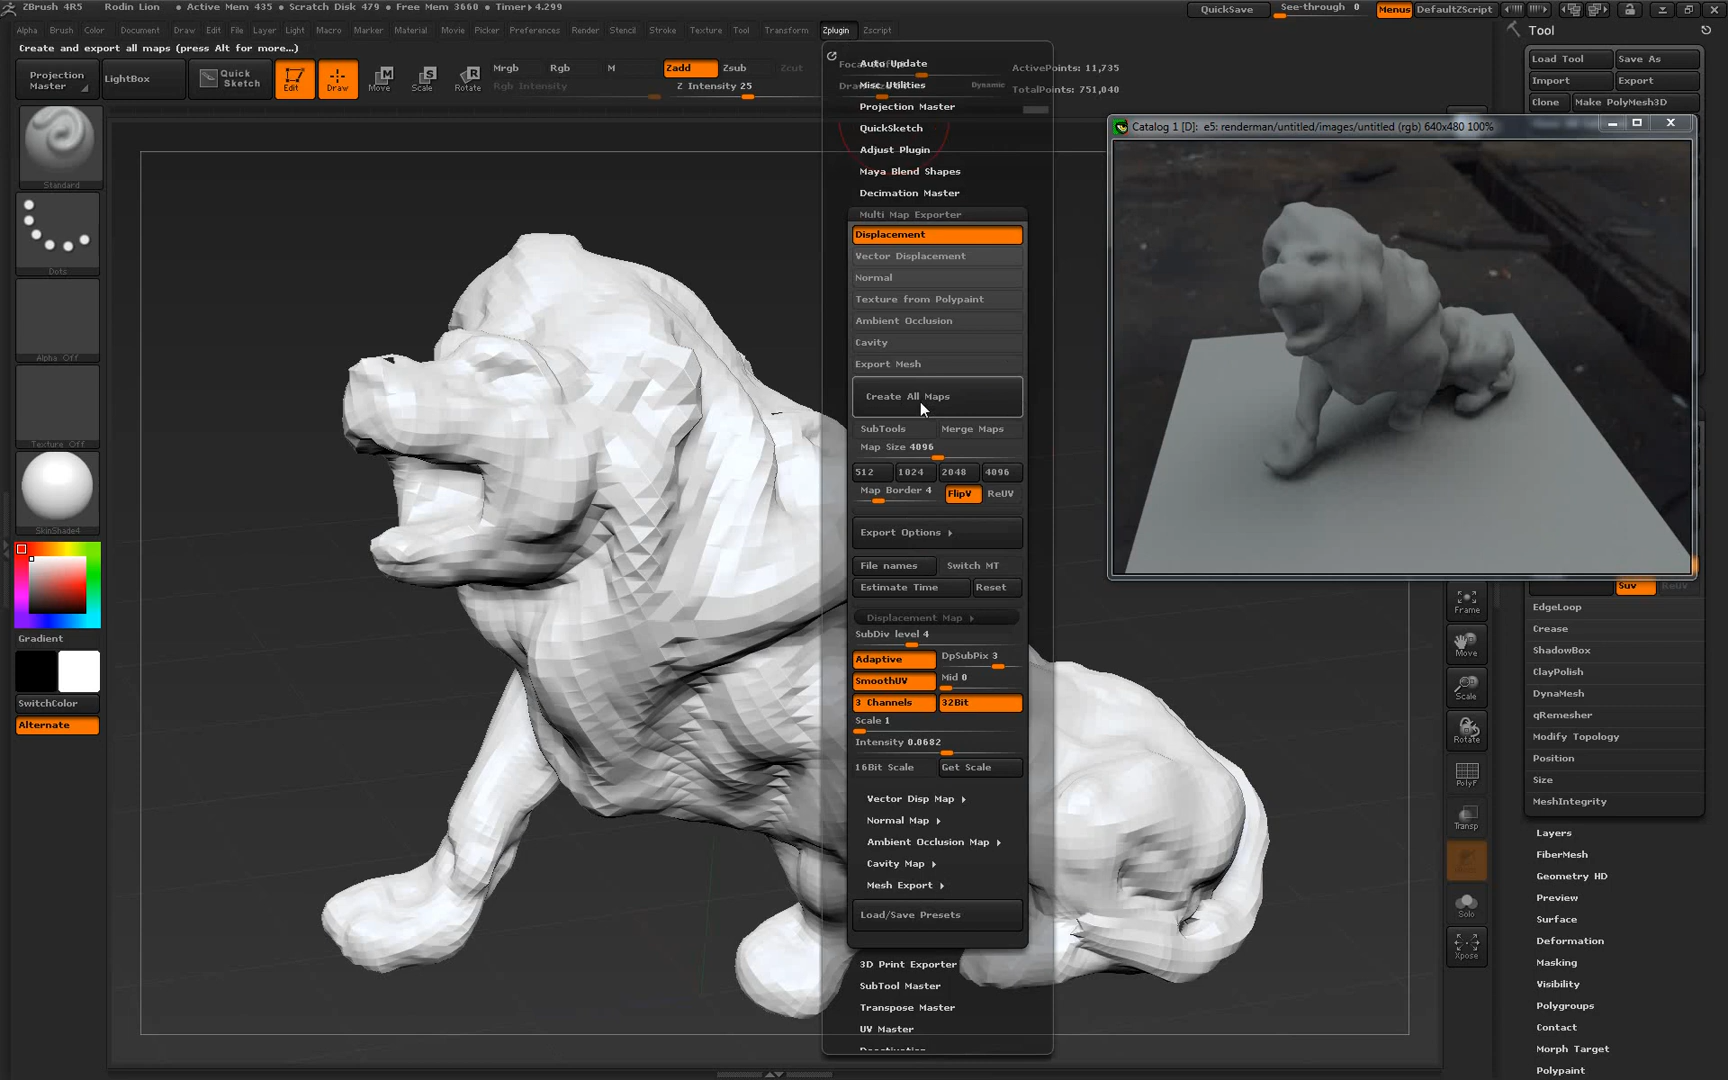 ZBrush 4R5 Rodin Lion • Active Mem 435 • Scratch Disk 479 • Free Mem 3660 • Timer▸4.299
QuickSave See-through 0 Menus DefaultZScript
Alpha Brush Color Document Draw Edit File Layer Light Macro Marker Material Movie Picker Preferences Render Stencil Stroke Texture Tool Transform Zplugin Zscript
Create and export all maps (press Alt for more...)
Projection Master
LightBox
Quick Sketch
Edit
Draw
Move
Scale
Rotate
Mrgb Rgb M
Rgb Intensity
Zadd Zsub Zcut
Z Intensity 25
Dynamic
ActivePoints: 11,735
TotalPoints: 751,040
Standard
Dots
Alpha Off
Texture Off
SkinShade4
Gradient
SwitchColor
Alternate
Auto Update
Misc Utilities
Projection Master
QuickSketch
Adjust Plugin
Maya Blend Shapes
Decimation Master
Multi Map Exporter
Displacement
Vector Displacement
Normal
Texture from Polypaint
Ambient Occlusion
Cavity
Export Mesh
Create All Maps
SubTools Merge Maps
Map Size 4096
512 1024 2048 4096
Map Border 4 FlipV ReUV
Export Options
File names Switch MT
Estimate Time Reset
Displacement Map
SubDiv level 4
Adaptive DpSubPix 3
SmoothUV Mid 0
3 Channels 32Bit
Scale 1
Intensity 0.0682
16Bit Scale Get Scale
Vector Disp Map
Normal Map
Ambient Occlusion Map
Cavity Map
Mesh Export
Load/Save Presets
3D Print Exporter
SubTool Master
Transpose Master
UV Master
Catalog 1 [D]: e5: renderman/untitled/images/untitled (rgb) 640x480 100%
Frame
Move
Scale
Rotate
PolyF
Transp
Solo
Xpose
Tool
Load Tool Save As
Import Export
Clone Make PolyMesh3D
Suv ReUV
EdgeLoop
Crease
ShadowBox
ClayPolish
DynaMesh
qRemesher
Modify Topology
Position
Size
MeshIntegrity
Layers
FiberMesh
Geometry HD
Preview
Surface
Deformation
Masking
Visibility
Polygroups
Contact
Morph Target
Polypaint